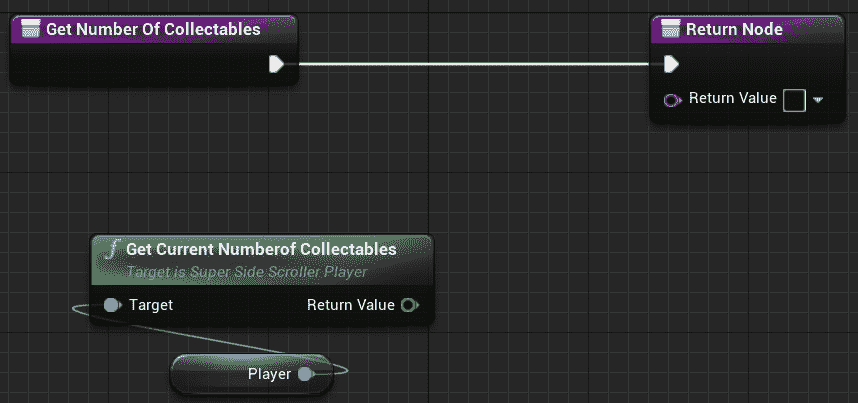 Get Number Of Collectables
Return Node
Return Value
f Get Current Numberof Collectables
Target is Super Side Scroller Player
Target Return Value
Player